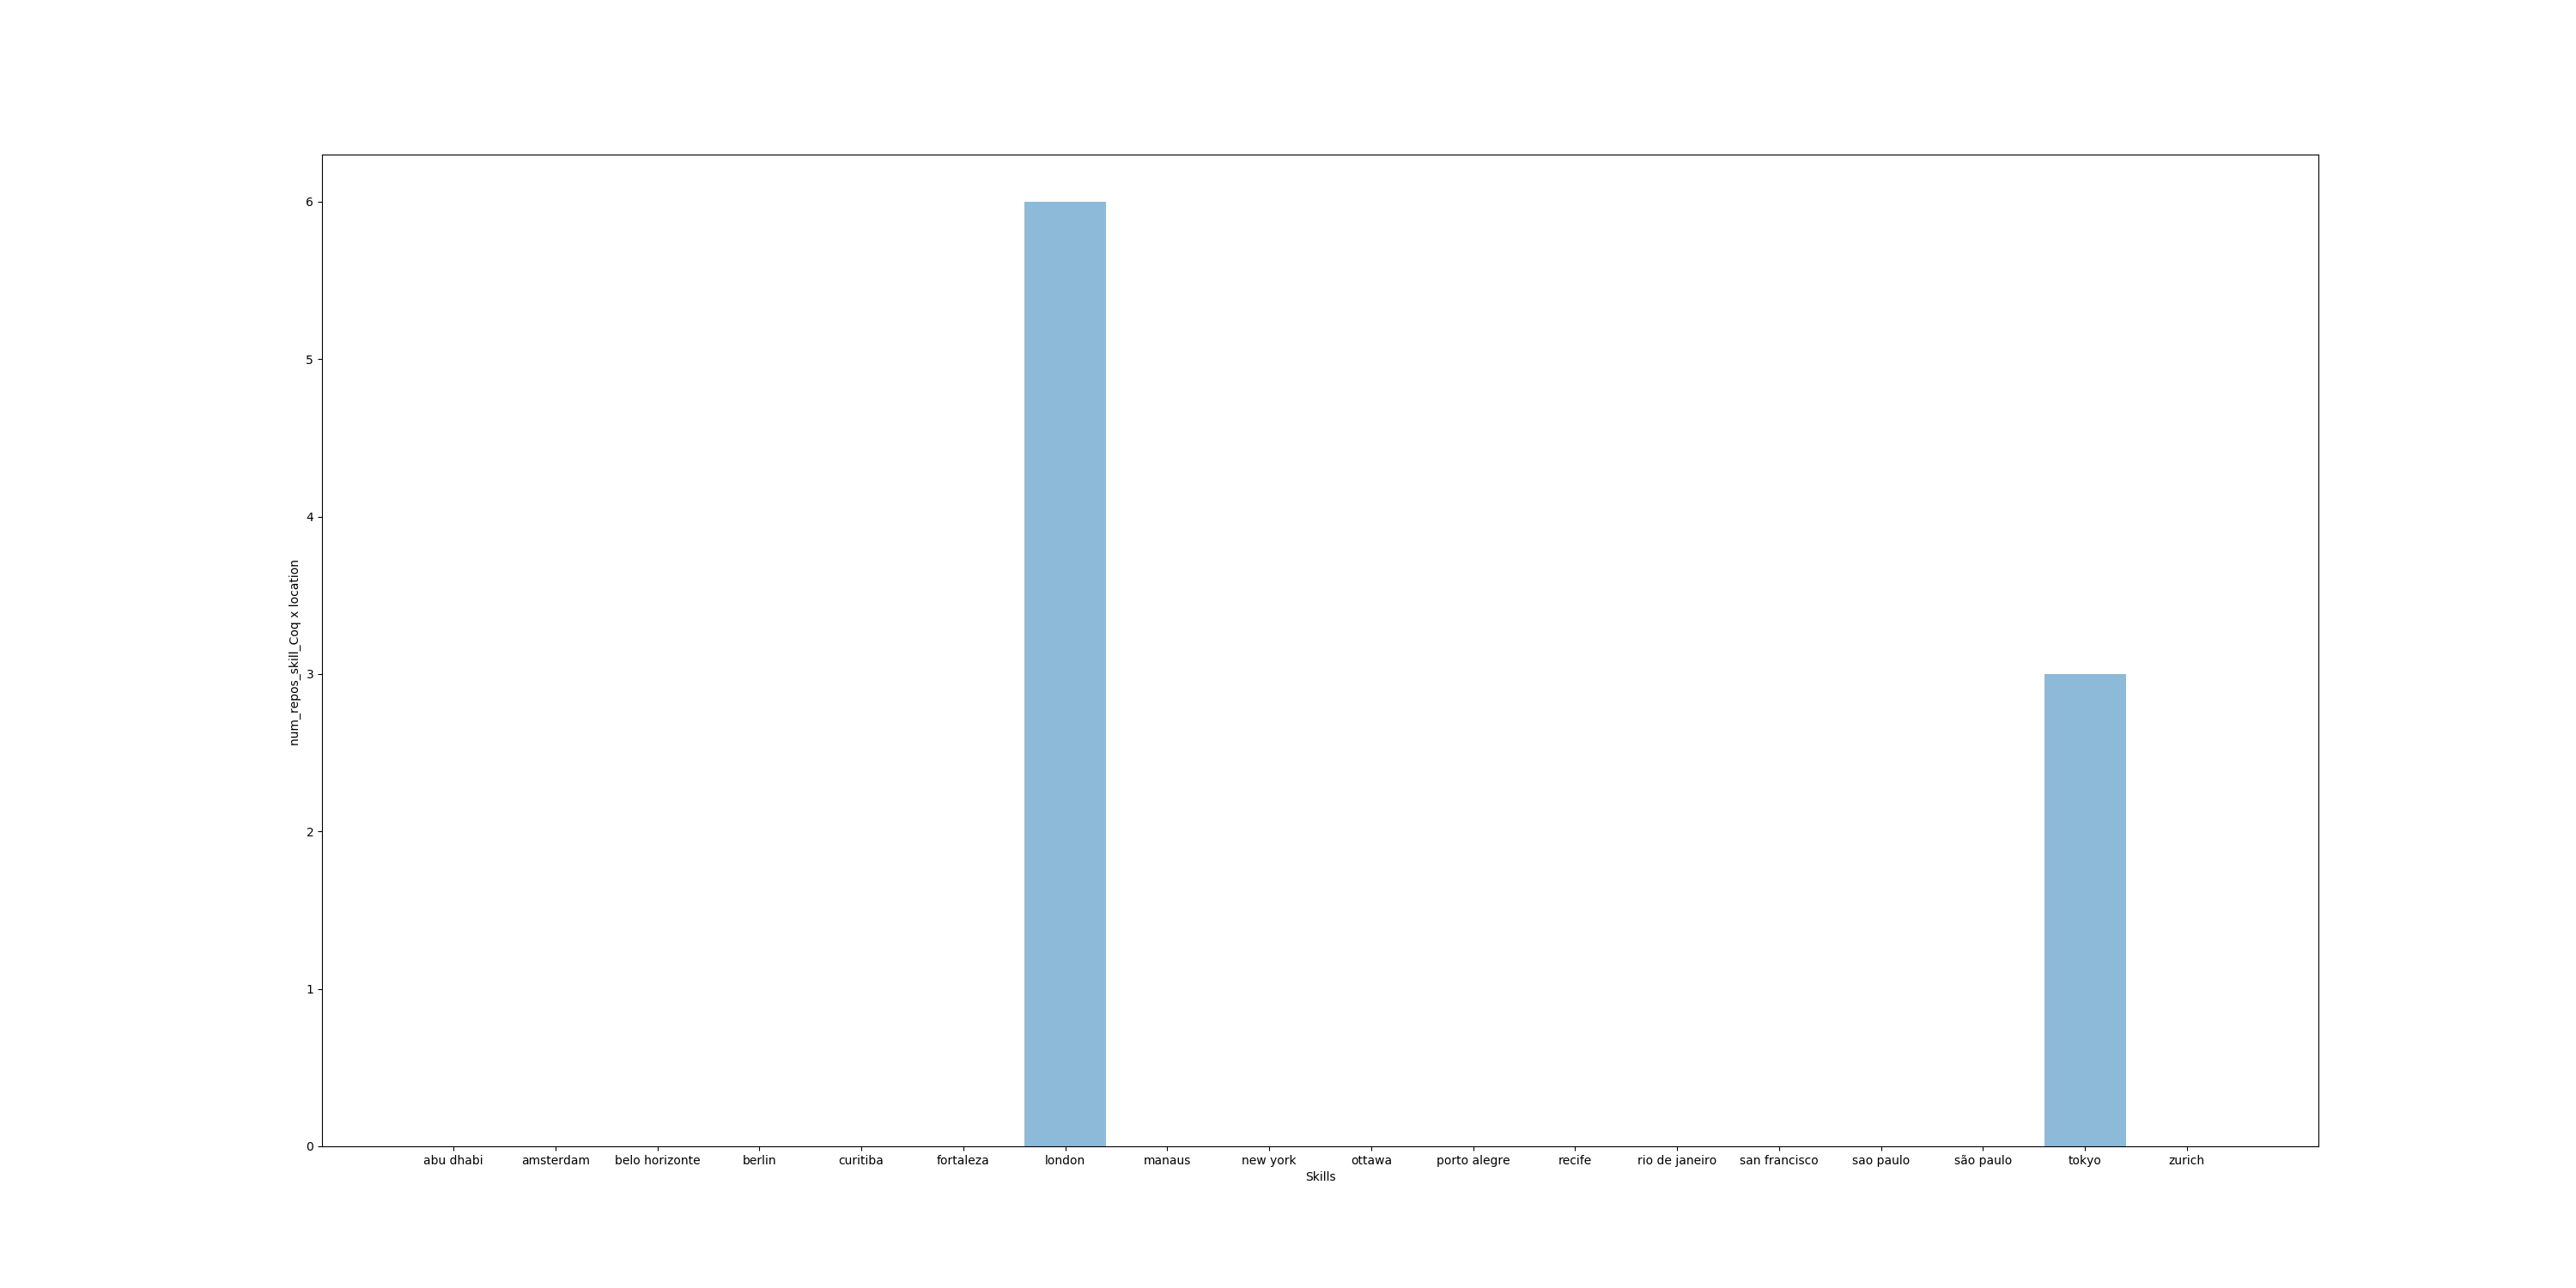 6
5
4
3
2
1
0
num_repos_skill_Coq x location
abu dhabi amsterdam belo horizonte berlin curitiba fortaleza london manaus new york ottawa porto alegre recife rio de janeiro san francisco sao paulo são paulo tokyo zurich
Skills